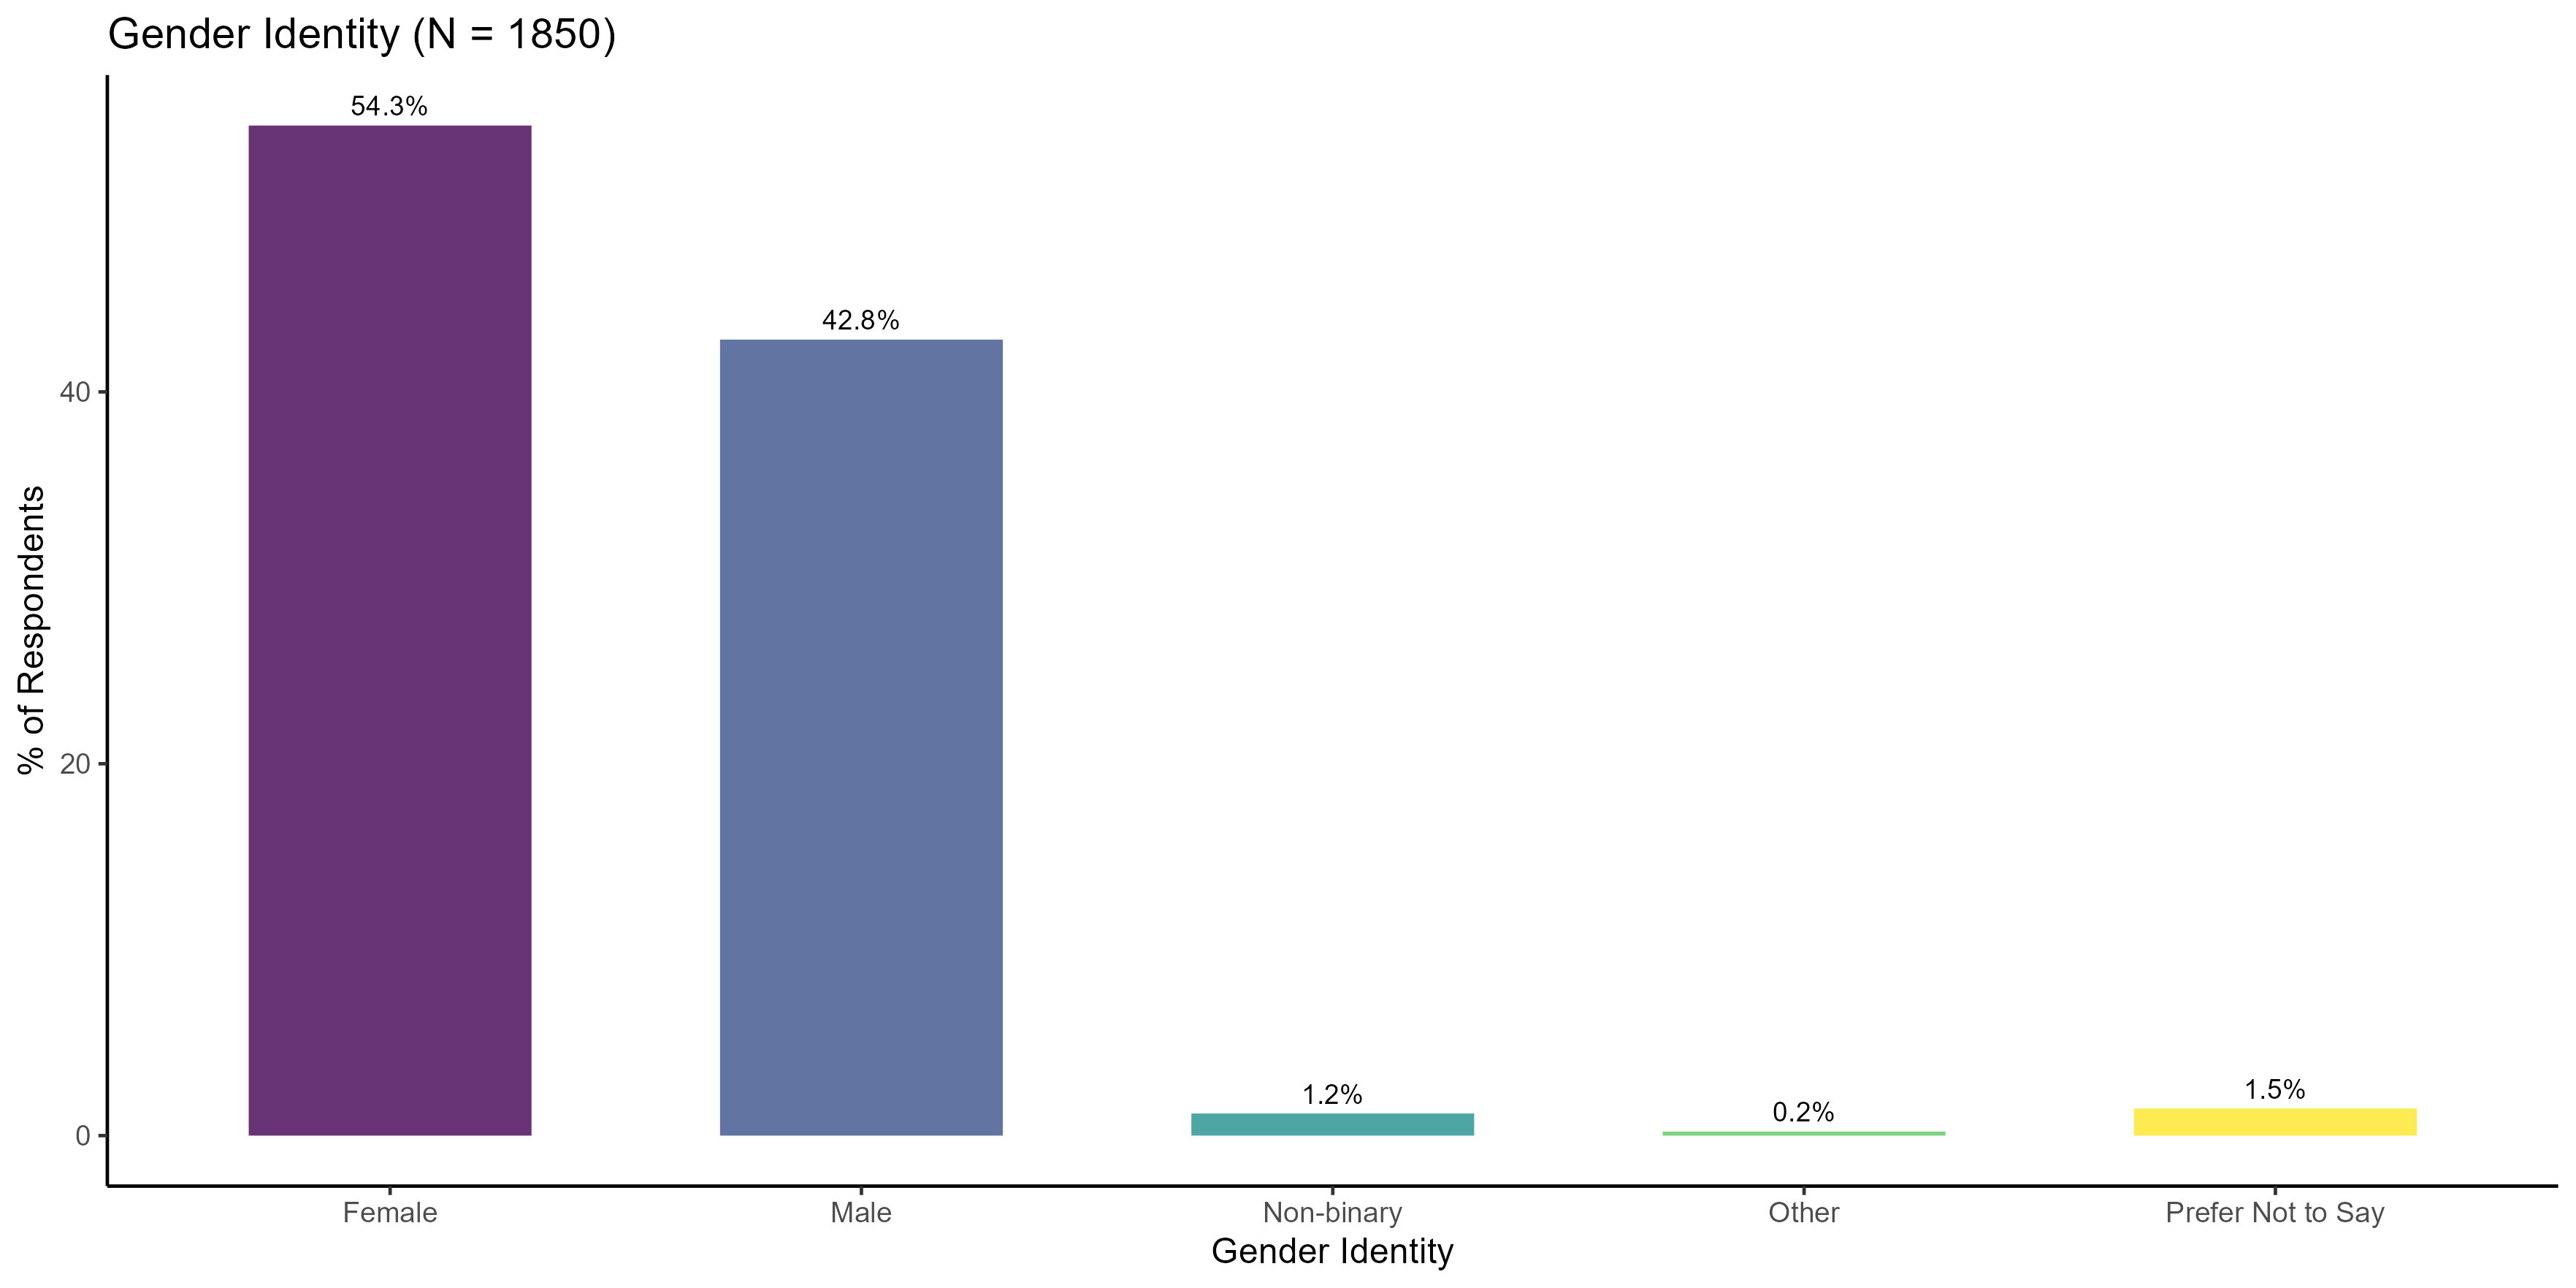 Gender Identity (N = 1850)
54.3%
42.8%
1.2%
0.2%
1.5%
40
20
0
% of Respondents
Female
Male
Non-binary
Other
Prefer Not to Say
Gender Identity